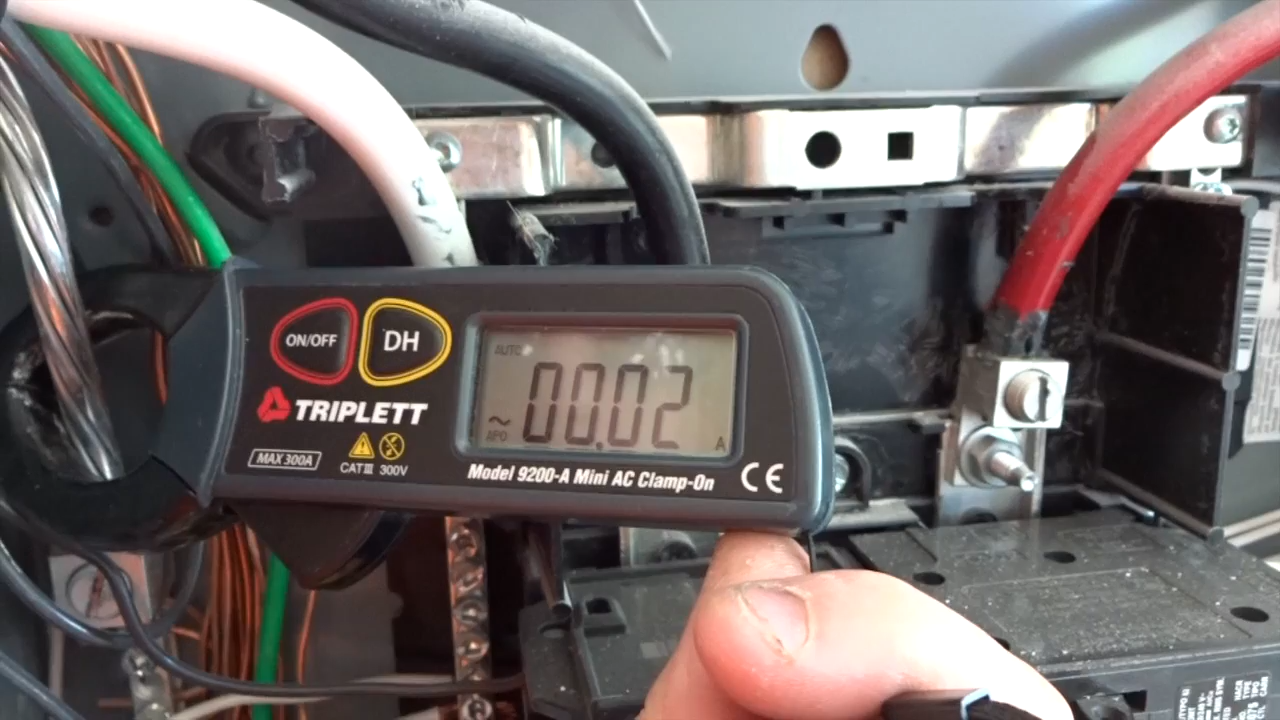 AUTO
ON/OFF
DH
00.02
~
APO
A
TRIPLETT
MAX 300A
CAT III 300V
Model 9200-A Mini AC Clamp-On
CE